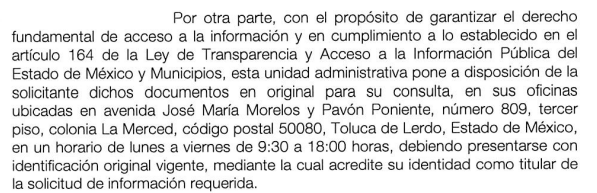 Por otra parte, con el propósito de garantizar el derecho
fundamental de acceso a la información y en cumplimiento a lo establecido en el
artículo 164 de la Ley de Transparencia y Acceso a la Información Pública del
Estado de México y Municipios, esta unidad administrativa pone a disposición de la
solicitante dichos documentos en original para su consulta, en sus oficinas
ubicadas en avenida José María Morelos y Pavón Poniente, número 809, tercer
piso, colonia La Merced, código postal 50080, Toluca de Lerdo, Estado de México,
en un horario de lunes a viernes de 9:30 a 18:00 horas, debiendo presentarse con
identificación original vigente, mediante la cual acredite su identidad como titular de
la solicitud de información requerida.